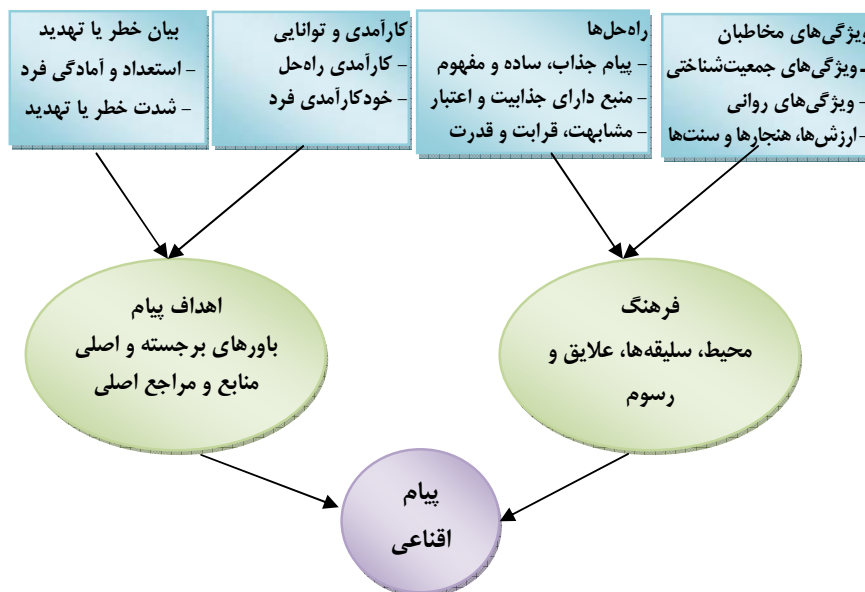 ویژگی‌های مخاطبان
ـ ویژگی‌های جمعیت‌شناختی
- ویژگی‌های روانی
- ارزش‌ها، هنجارها و سنت‌ها
راه‌حل‌ها
- پیام جذاب، ساده و مفهوم
- منبع دارای جذابیت و اعتبار
- مشابهت، قرابت و قدرت
کارآمدی و توانایی
- کارآمدی راه‌حل
- خودکارآمدی فرد
بیان خطر یا تهدید
- استعداد و آمادگی فرد
- شدت خطر یا تهدید
فرهنگ
محیط، سلیقه‌ها، علایق و
رسوم
اهداف پیام
باورهای برجسته و اصلی
منابع و مراجع اصلی
پیام
اقناعی